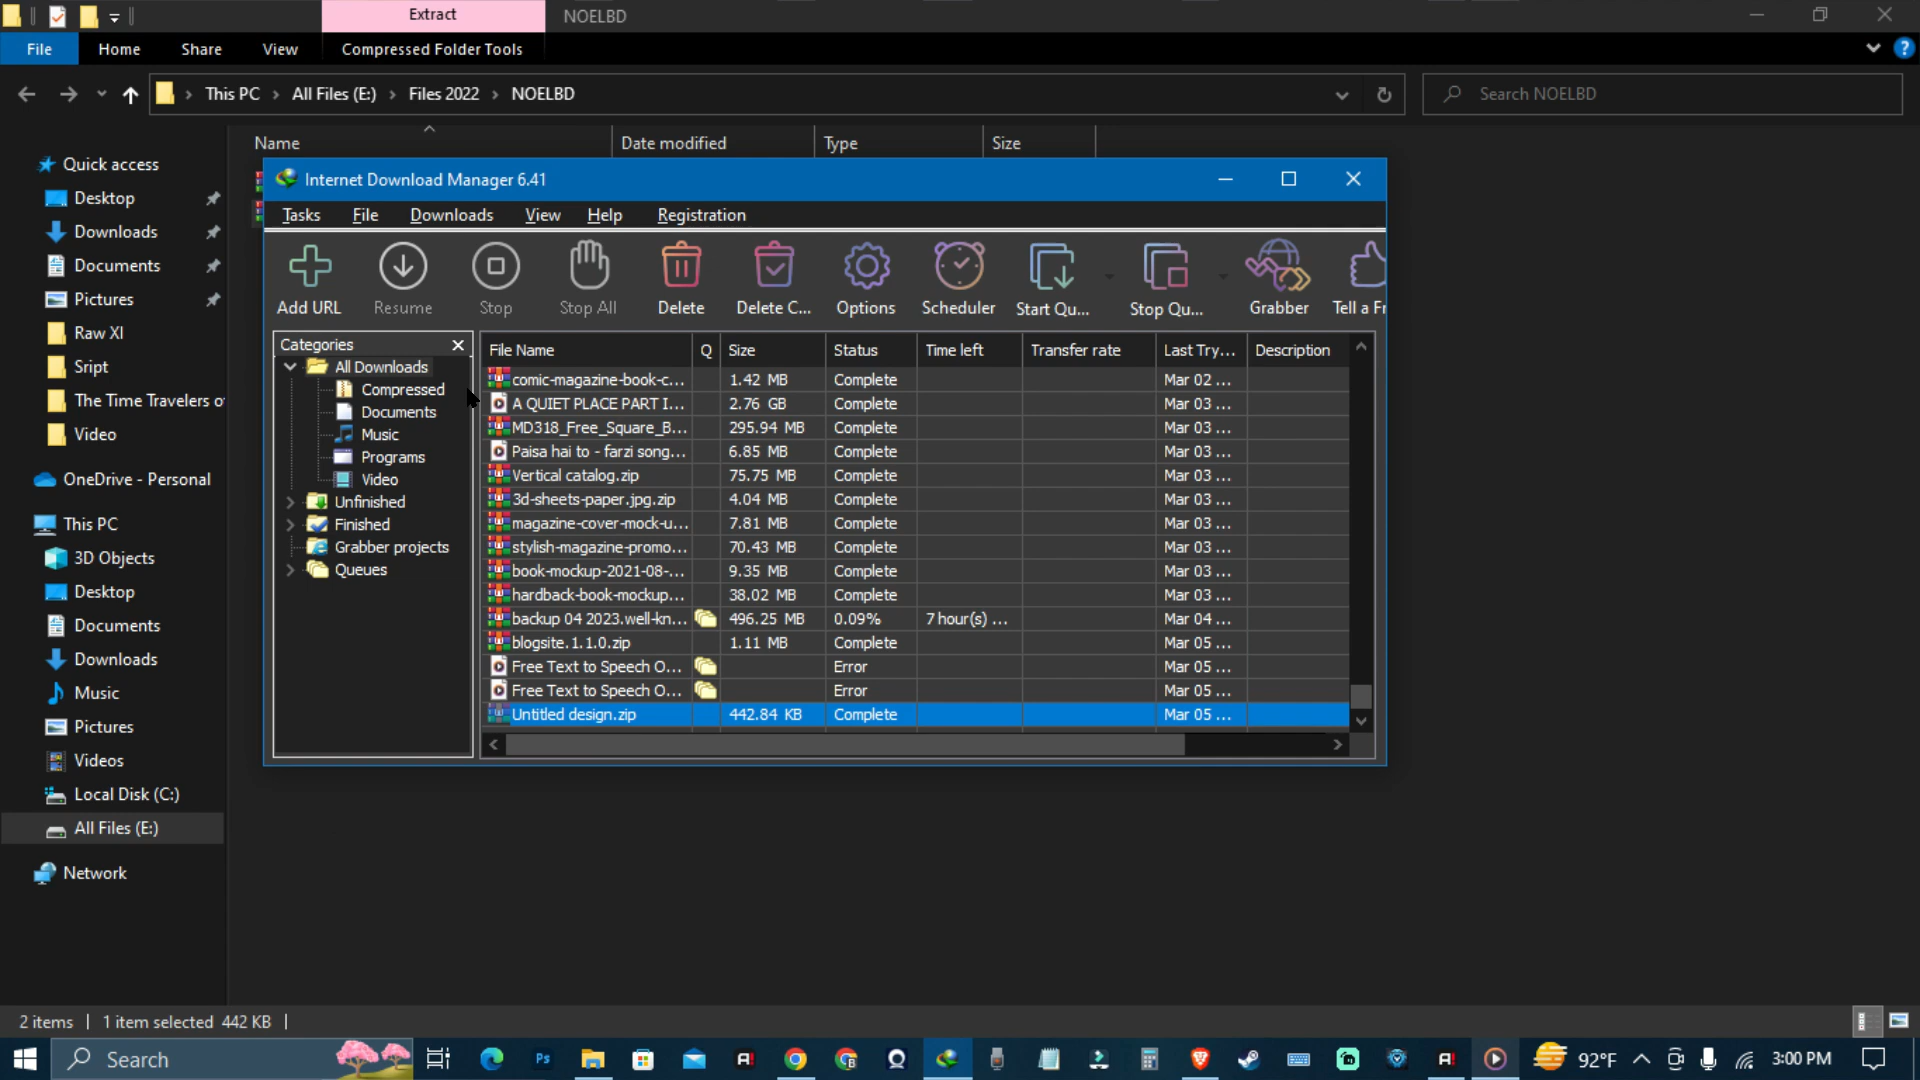 Extract NOELBD
File Home Share View Compressed Folder Tools
This PC All Files (E:) Files 2022 NOELBD Search NOELBD
Name Date modified Type Size
Quick access
Desktop
Downloads
Documents
Pictures
Raw XI
Sript
The Time Travelers o
Video
OneDrive - Personal
This PC
3D Objects
Desktop
Documents
Downloads
Music
Pictures
Videos
Local Disk (C:)
All Files (E:)
Network
Internet Download Manager 6.41
Tasks File Downloads View Help Registration
Add URL Resume Stop Stop All Delete Delete C... Options Scheduler Start Qu... Stop Qu... Grabber Tell a Fr
Categories
All Downloads
Compressed
Documents
Music
Programs
Video
Unfinished
Finished
Grabber projects
Queues
File Name Q Size Status Time left Transfer rate Last Try... Description
comic-magazine-book-c... 1.42 MB Complete Mar 02 ...
A QUIET PLACE PART I... 2.76 GB Complete Mar 03 ...
MD318_Free_Square_B... 295.94 MB Complete Mar 03 ...
Paisa hai to - farzi song... 6.85 MB Complete Mar 03 ...
Vertical catalog.zip 75.75 MB Complete Mar 03 ...
3d-sheets-paper.jpg.zip 4.04 MB Complete Mar 03 ...
magazine-cover-mock-u... 7.81 MB Complete Mar 03 ...
stylish-magazine-promo... 70.43 MB Complete Mar 03 ...
book-mockup-2021-08-... 9.35 MB Complete Mar 03 ...
hardback-book-mockup... 38.02 MB Complete Mar 03 ...
backup 04 2023.well-kn... 496.25 MB 0.09% 7 hour(s) ... Mar 04 ...
blogsite.1.1.0.zip 1.11 MB Complete Mar 05 ...
Free Text to Speech O... Error Mar 05 ...
Free Text to Speech O... Error Mar 05 ...
Untitled design.zip 442.84 KB Complete Mar 05 ...
2 items 1 item selected 442 KB
Search Ps A! A! 92°F 3:00 PM